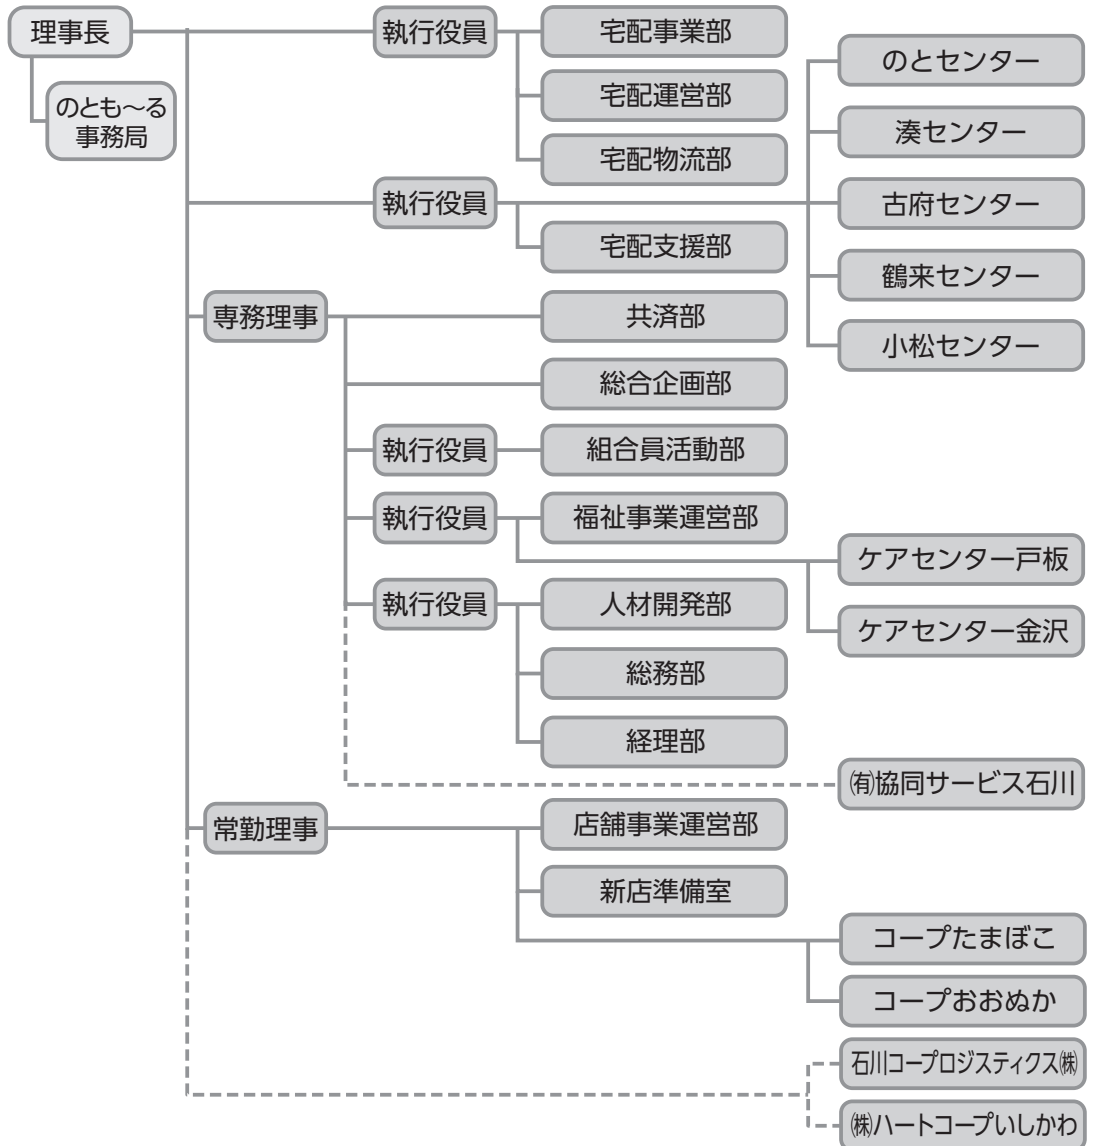 理事長
のとも～る
事務局
執行役員
宅配事業部
宅配運営部
宅配物流部
執行役員
宅配支援部
のとセンター
湊センター
古府センター
鶴来センター
小松センター
専務理事
共済部
総合企画部
執行役員
組合員活動部
執行役員
福祉事業運営部
ケアセンター戸板
ケアセンター金沢
執行役員
人材開発部
総務部
経理部
㈲協同サービス石川
常勤理事
店舗事業運営部
新店準備室
コープたまぼこ
コープおおぬか
石川コープロジスティクス㈱
㈱ハートコープいしかわ